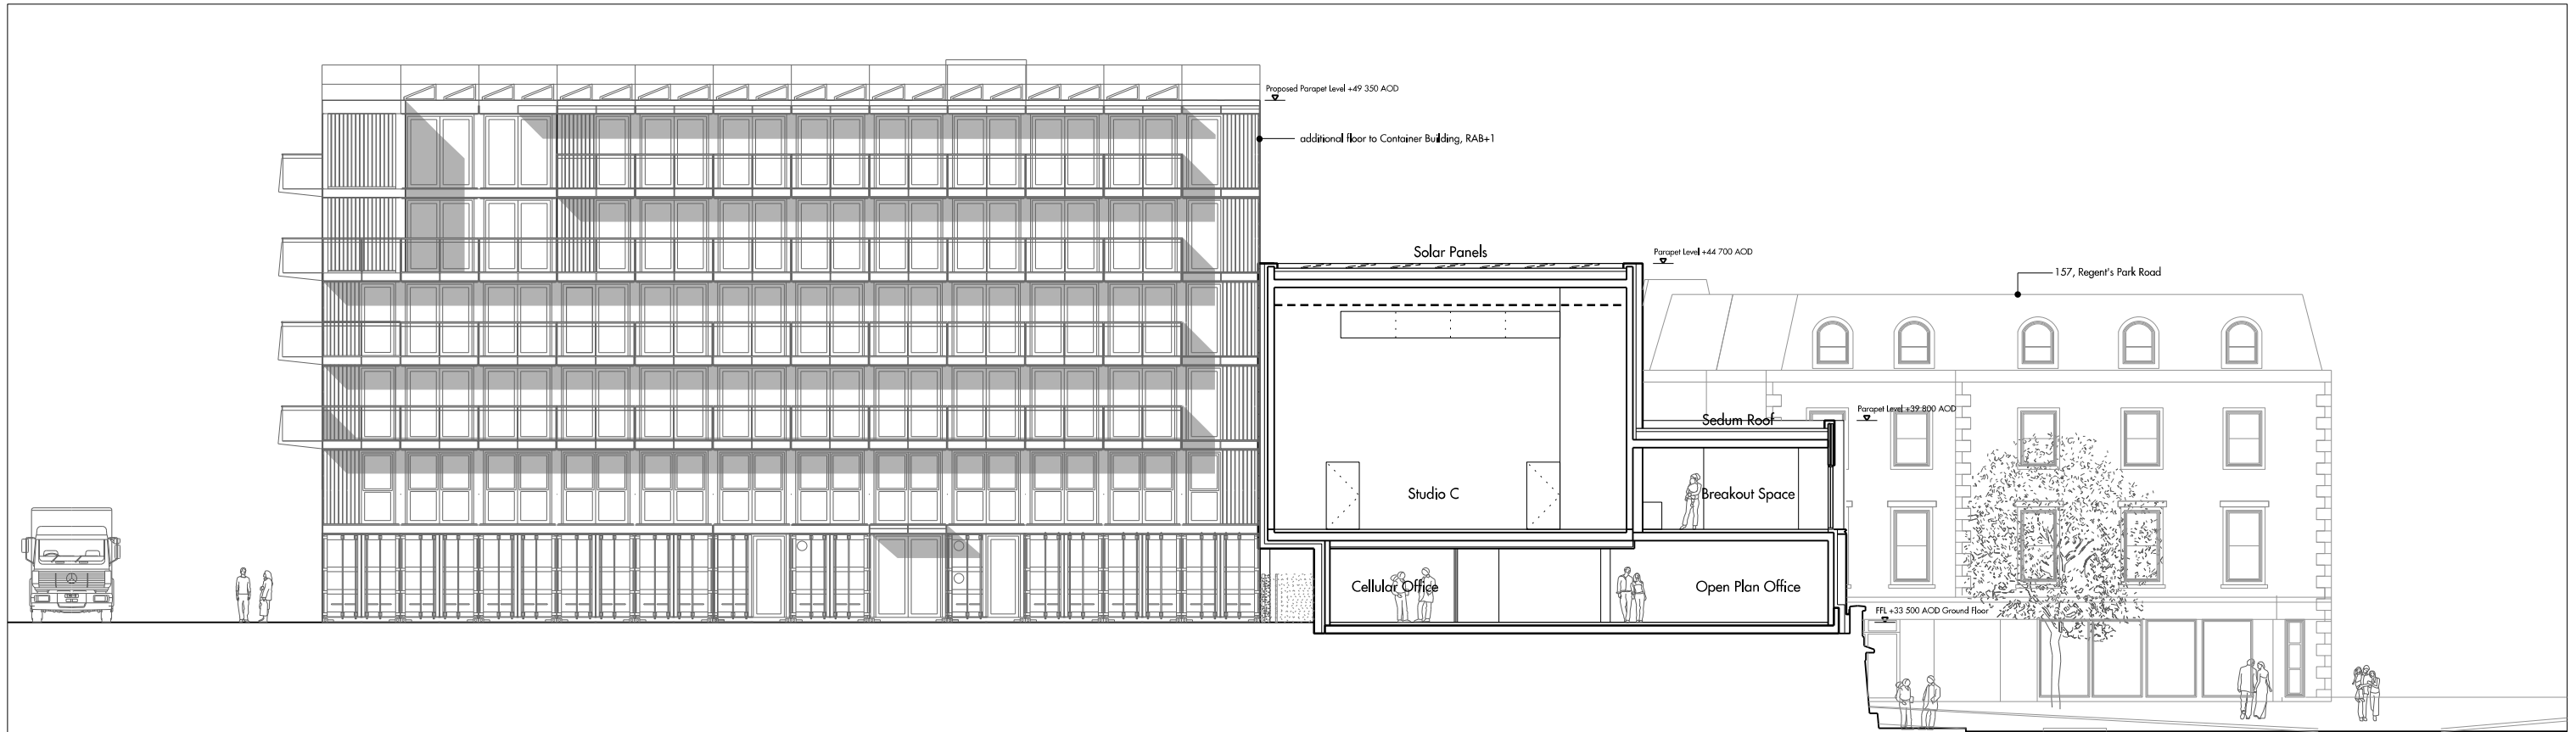 Proposed Parapet Level +49 350 AOD
additional floor to Container Building, RAB+1
Solar Panels
Parapet Level +44 700 AOD
157, Regent's Park Road
Sedum Roof
Parapet Level +39 800 AOD
Studio C
Breakout Space
Cellular Office
Open Plan Office
FFL +33 500 AOD Ground Floor